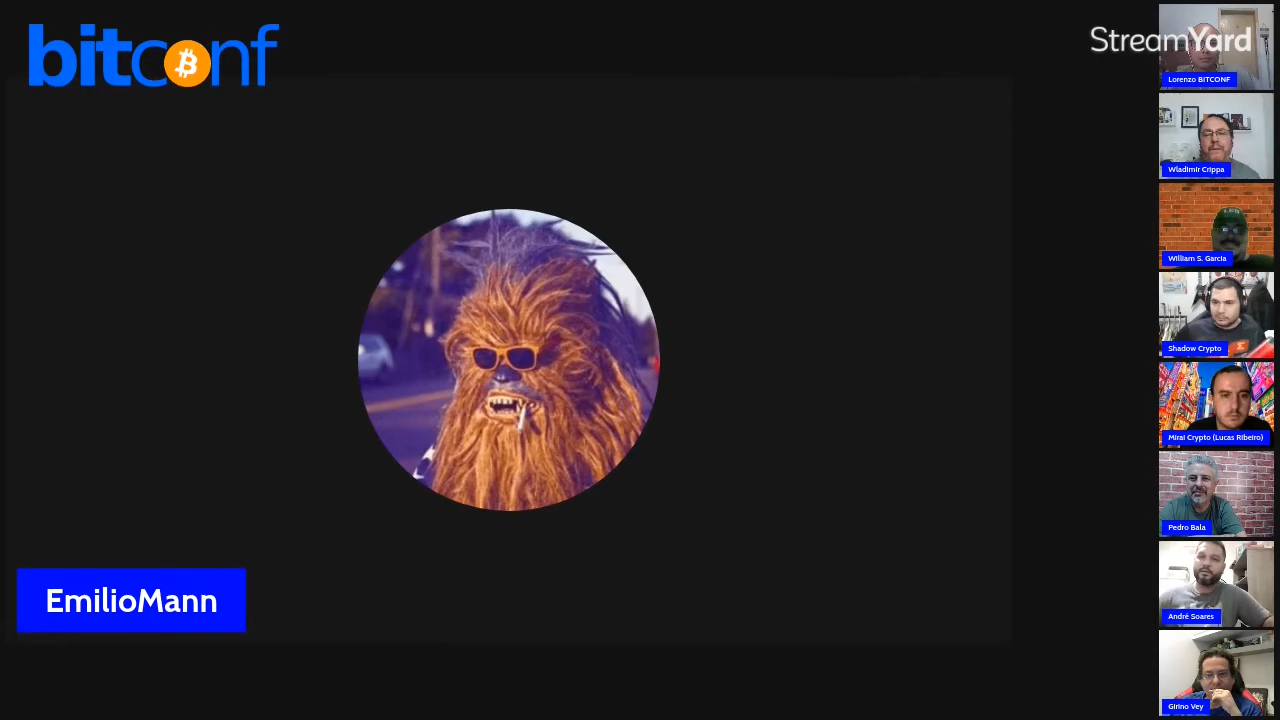 bitconf
StreamYard
Lorenzo BITCONF
Wladimir Crippa
William S. Garcia
Shadow Crypto
Mirai Crypto (Lucas Ribeiro)
Pedro Bala
André Soares
Girino Vey
EmilioMann